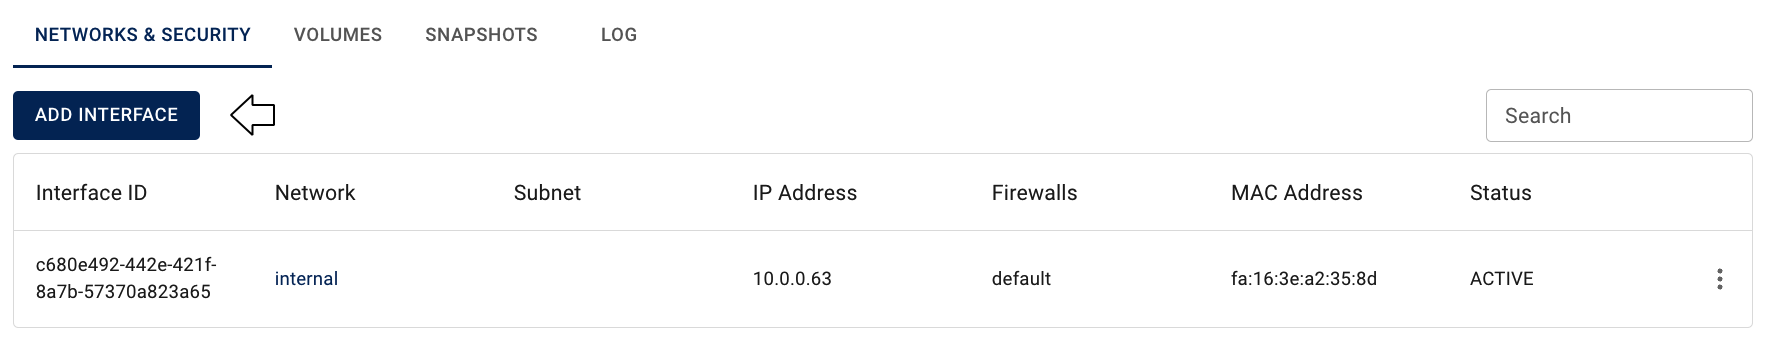 NETWORKS & SECURITY VOLUMES SNAPSHOTS LOG
ADD INTERFACE Search
Interface ID Network Subnet IP Address Firewalls MAC Address Status
c680e492-442e-421f-
8a7b-57370a823a65 internal 10.0.0.63 default fa:16:3e:a2:35:8d ACTIVE